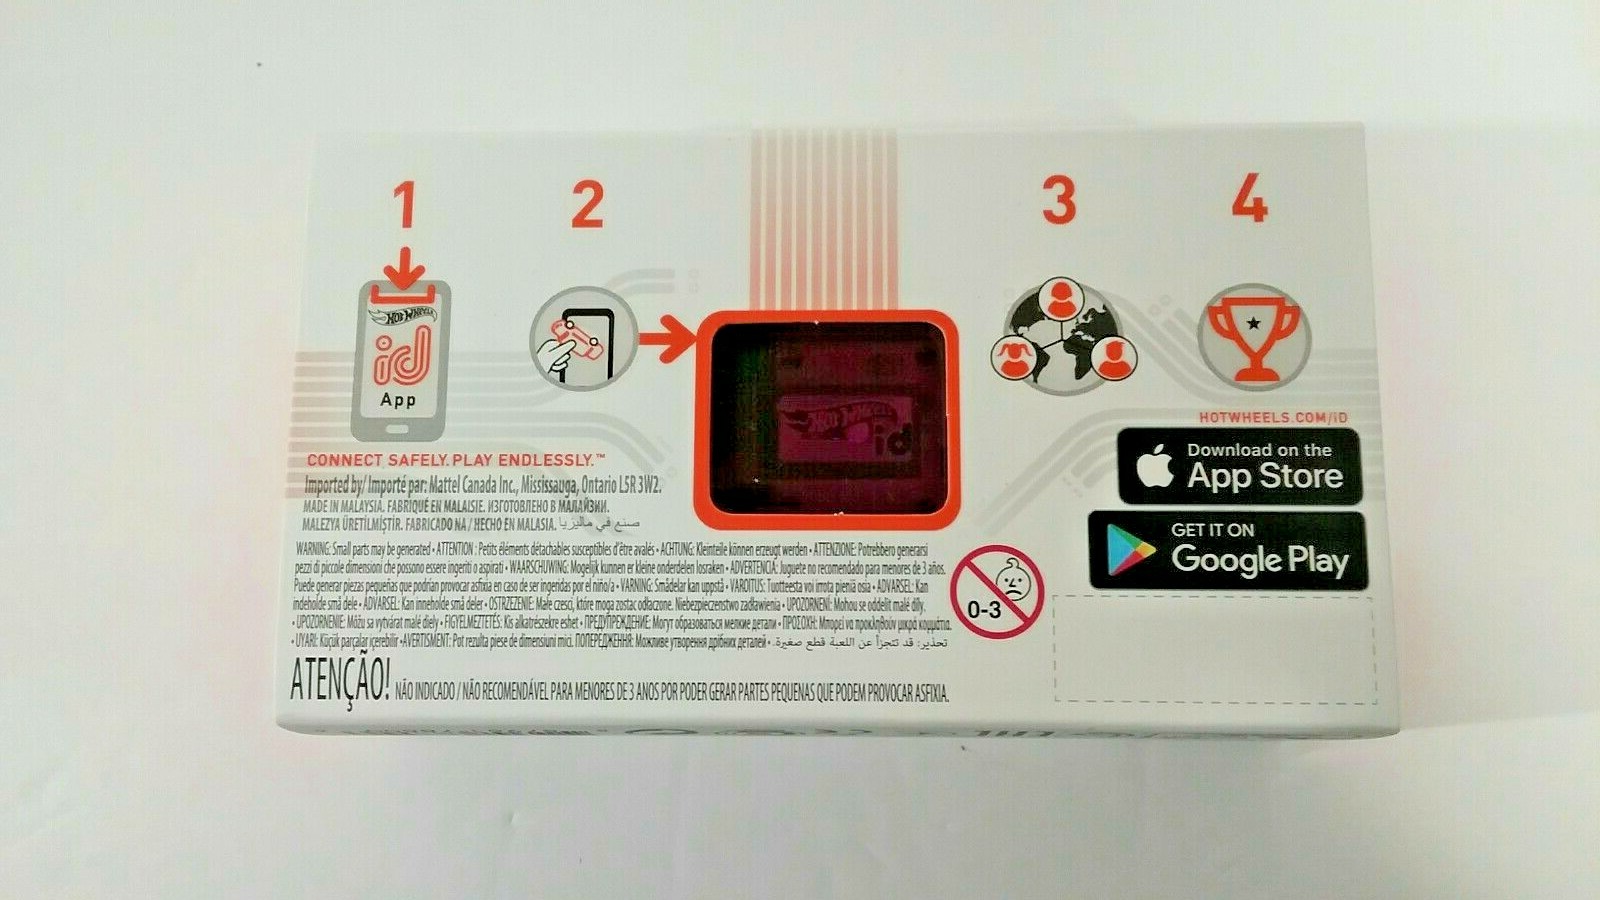 1
2
3
4
HOT WHEELS
id
App
HOT WHEELS
id
HOTWHEELS.COM/iD
Download on the
App Store
GET IT ON
Google Play
CONNECT SAFELY. PLAY ENDLESSLY.™
Imported by/ Importé par: Mattel Canada Inc., Mississauga, Ontario L5R 3W2.
MADE IN MALAYSIA. FABRIQUÉ EN MALAISIE. ИЗГОТОВЛЕНО В МАЛАЙЗИИ.
MALEZYA ÜRETİLMİŞTİR. FABRICADO NA / HECHO EN MALASIA. صنع في ماليزيا
WARNING: Small parts may be generated • ATTENTION : Petits éléments détachables susceptibles d'être avalés • ACHTUNG: Kleinteile können erzeugt werden • ATTENZIONE: Potrebbero generarsi
pezzi di piccole dimensioni che possono essere ingeriti o aspirati • WAARSCHUWING: Mogelijk kunnen er kleine onderdelen losraken • ADVERTENCIA: Juguete no recomendado para menores de 3 años.
Puede generar piezas pequeñas que podrían provocar asfixia en caso de ser ingeridas por el niño/a • VARNING: Smådelar kan uppstå • VAROITUS: Tuotteesta voi irrota pieniä osia • ADVARSEL: Kan
indeholde små dele • ADVARSEL: Kan inneholde små deler • OSTRZEŻENIE: Małe części, które mogą zostać odłączone. Niebezpieczeństwo zadławienia • UPOZORNĚNÍ: Mohou se oddělit malé díly.
• UPOZORNENIE: Môžu sa vytvárať malé diely • FIGYELMEZTETÉS: Kis alkatrészekre eshet • ПРЕДУПРЕЖДЕНИЕ: Могут образоваться мелкие детали • ΠΡΟΣΟΧΗ: Μπορεί να προκληθούν μικρά κομμάτια.
• UYARI: Küçük parçalar içerebilir • AVERTISMENT: Pot rezulta piese de dimensiuni mici. ПОПЕРЕДЖЕННЯ: Можливе утворення дрібних деталей • تحذير: قد تتجزأ عن اللعبة قطع صغيرة.
0-3
ATENÇÃO! NÃO INDICADO / NÃO RECOMENDÁVEL PARA MENORES DE 3 ANOS POR PODER GERAR PARTES PEQUENAS QUE PODEM PROVOCAR ASFIXIA.